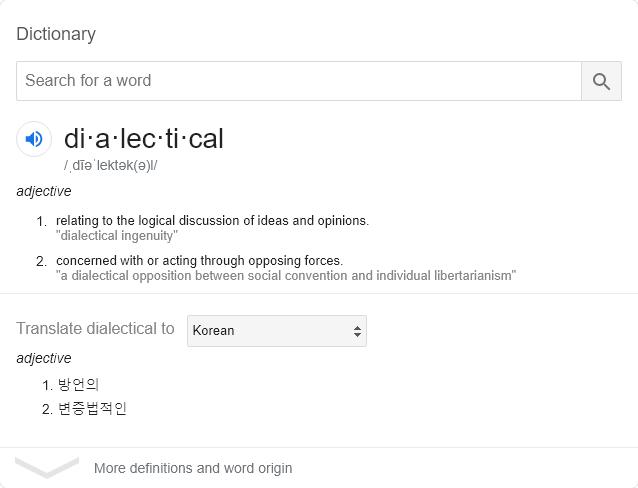 Dictionary
Search for a word
di·a·lec·ti·cal
/ˌdīəˈlektək(ə)l/
adjective
1. relating to the logical discussion of ideas and opinions.
"dialectical ingenuity"
2. concerned with or acting through opposing forces.
"a dialectical opposition between social convention and individual libertarianism"
Translate dialectical to Korean
adjective
1. 방언의
2. 변증법적인
More definitions and word origin